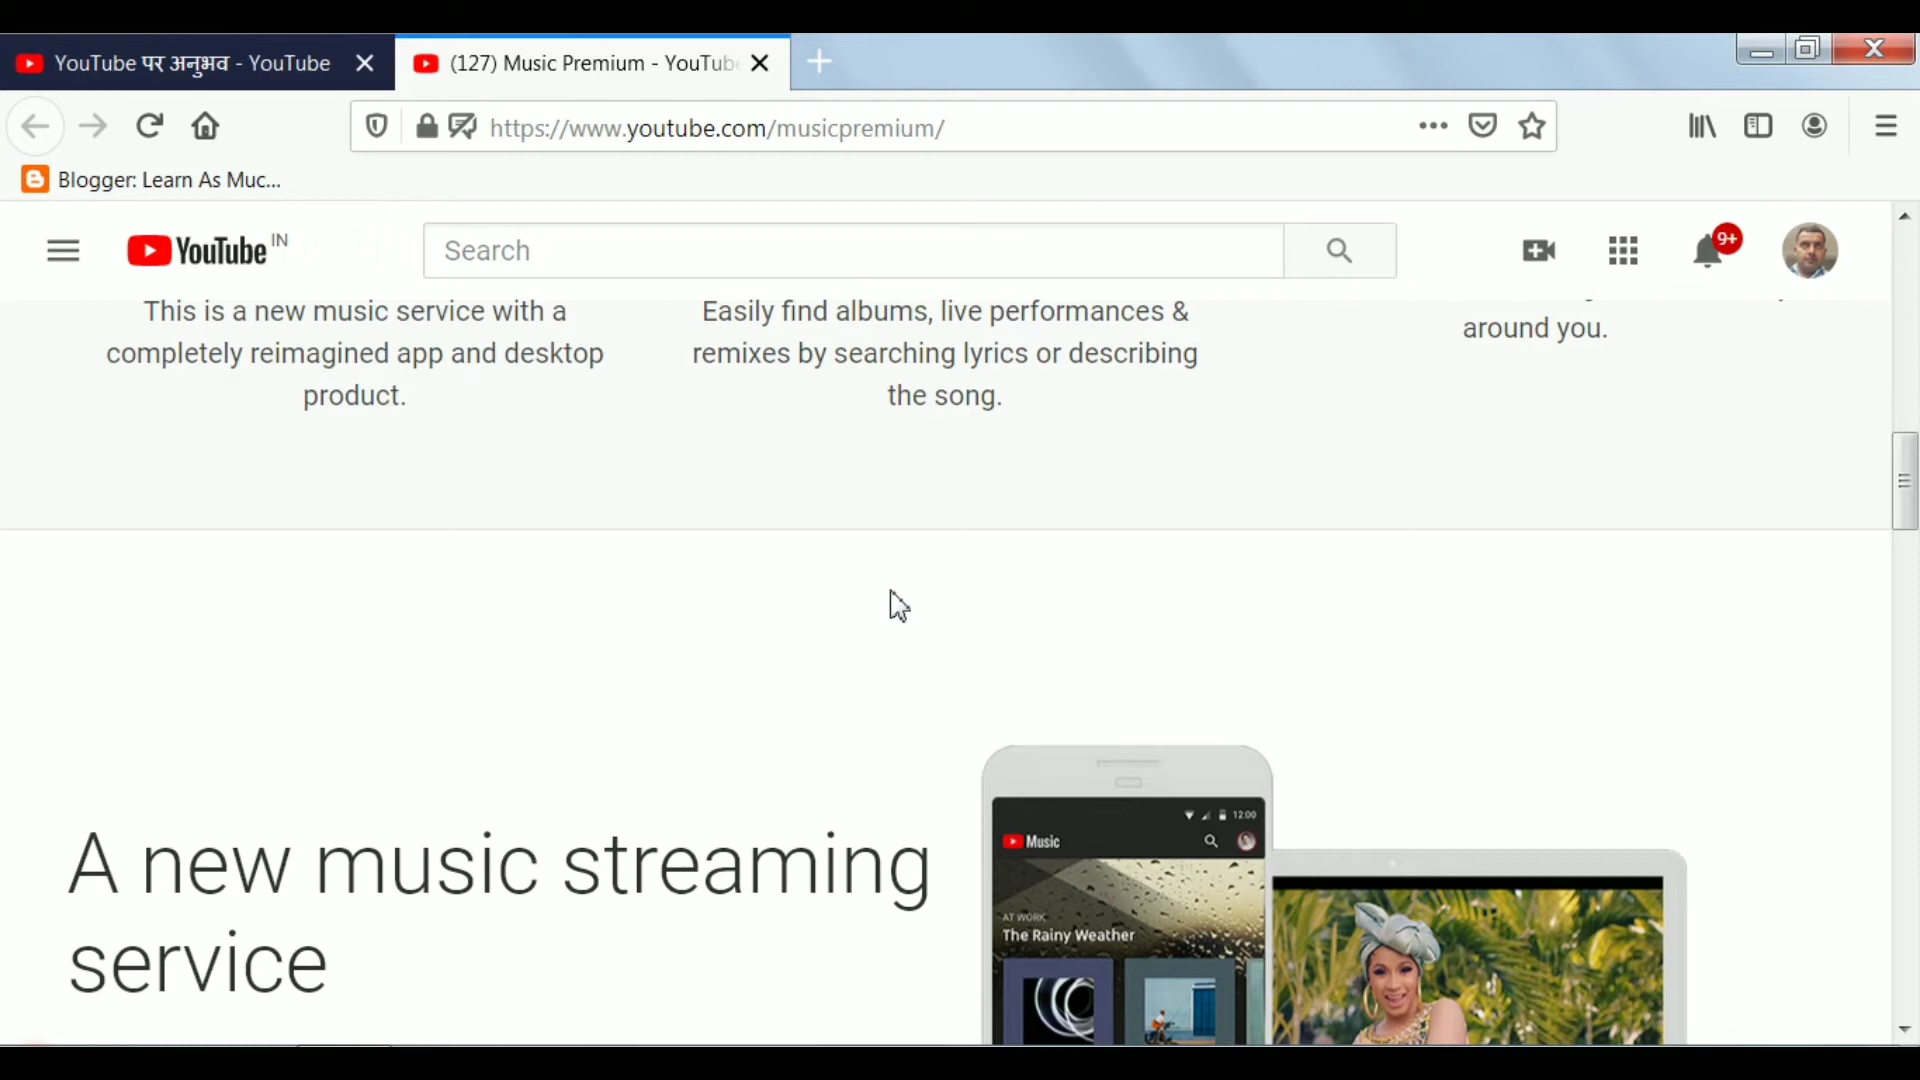 YouTube पर अनुभव - YouTube
(127) Music Premium - YouTube
https://www.youtube.com/musicpremium/
Blogger: Learn As Muc...
YouTube IN
Search
9+
This is a new music service with a
completely reimagined app and desktop
product.
Easily find albums, live performances &
remixes by searching lyrics or describing
the song.
around you.
A new music streaming
service
12:00
Music
AT WORK
The Rainy Weather